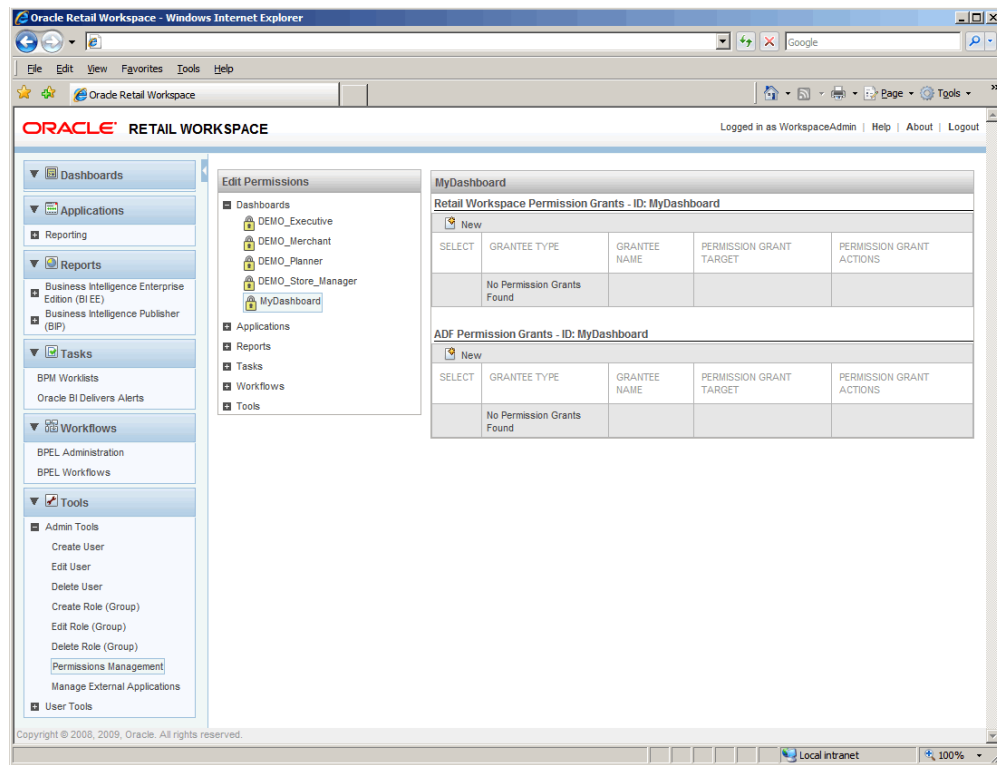 Oracle Retail Workspace - Windows Internet Explorer
Google
File Edit View Favorites Tools Help
Oracle Retail Workspace
Page Tools
ORACLE RETAIL WORKSPACE
Logged in as WorkspaceAdmin | Help | About | Logout
Dashboards
Applications
Reporting
Reports
Business Intelligence Enterprise
Edition (BI EE)
Business Intelligence Publisher
(BIP)
Tasks
BPM Worklists
Oracle BI Delivers Alerts
Workflows
BPEL Administration
BPEL Workflows
Tools
Admin Tools
Create User
Edit User
Delete User
Create Role (Group)
Edit Role (Group)
Delete Role (Group)
Permissions Management
Manage External Applications
User Tools
Edit Permissions
Dashboards
DEMO_Executive
DEMO_Merchant
DEMO_Planner
DEMO_Store_Manager
MyDashboard
Applications
Reports
Tasks
Workflows
Tools
MyDashboard
Retail Workspace Permission Grants - ID: MyDashboard
New
SELECT GRANTEE TYPE GRANTEE NAME PERMISSION GRANT TARGET PERMISSION GRANT ACTIONS
No Permission Grants
Found
ADF Permission Grants - ID: MyDashboard
New
SELECT GRANTEE TYPE GRANTEE NAME PERMISSION GRANT TARGET PERMISSION GRANT ACTIONS
No Permission Grants
Found
Copyright © 2008, 2009, Oracle. All rights reserved.
Local intranet 100%